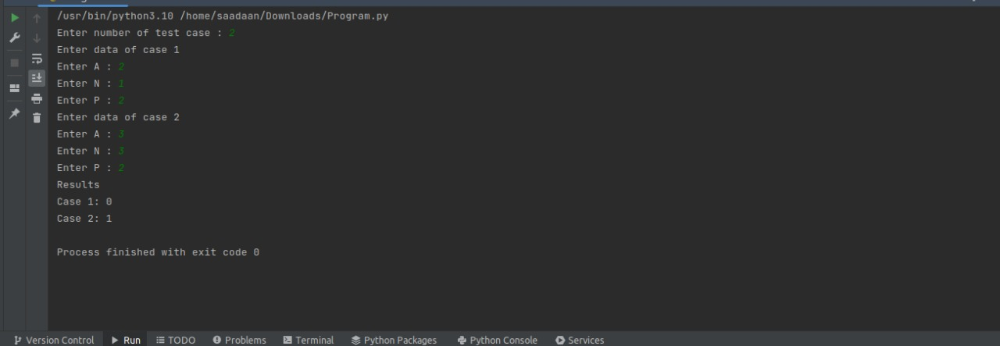 /usr/bin/python3.10 /home/saadaan/Downloads/Program.py
Enter number of test case : 2
Enter data of case 1
Enter A : 2
Enter N : 1
Enter P : 2
Enter data of case 2
Enter A : 3
Enter N : 3
Enter P : 2
Results
Case 1: 0
Case 2: 1
Process finished with exit code 0
Version Control Run TODO Problems Terminal Python Packages Python Console Services